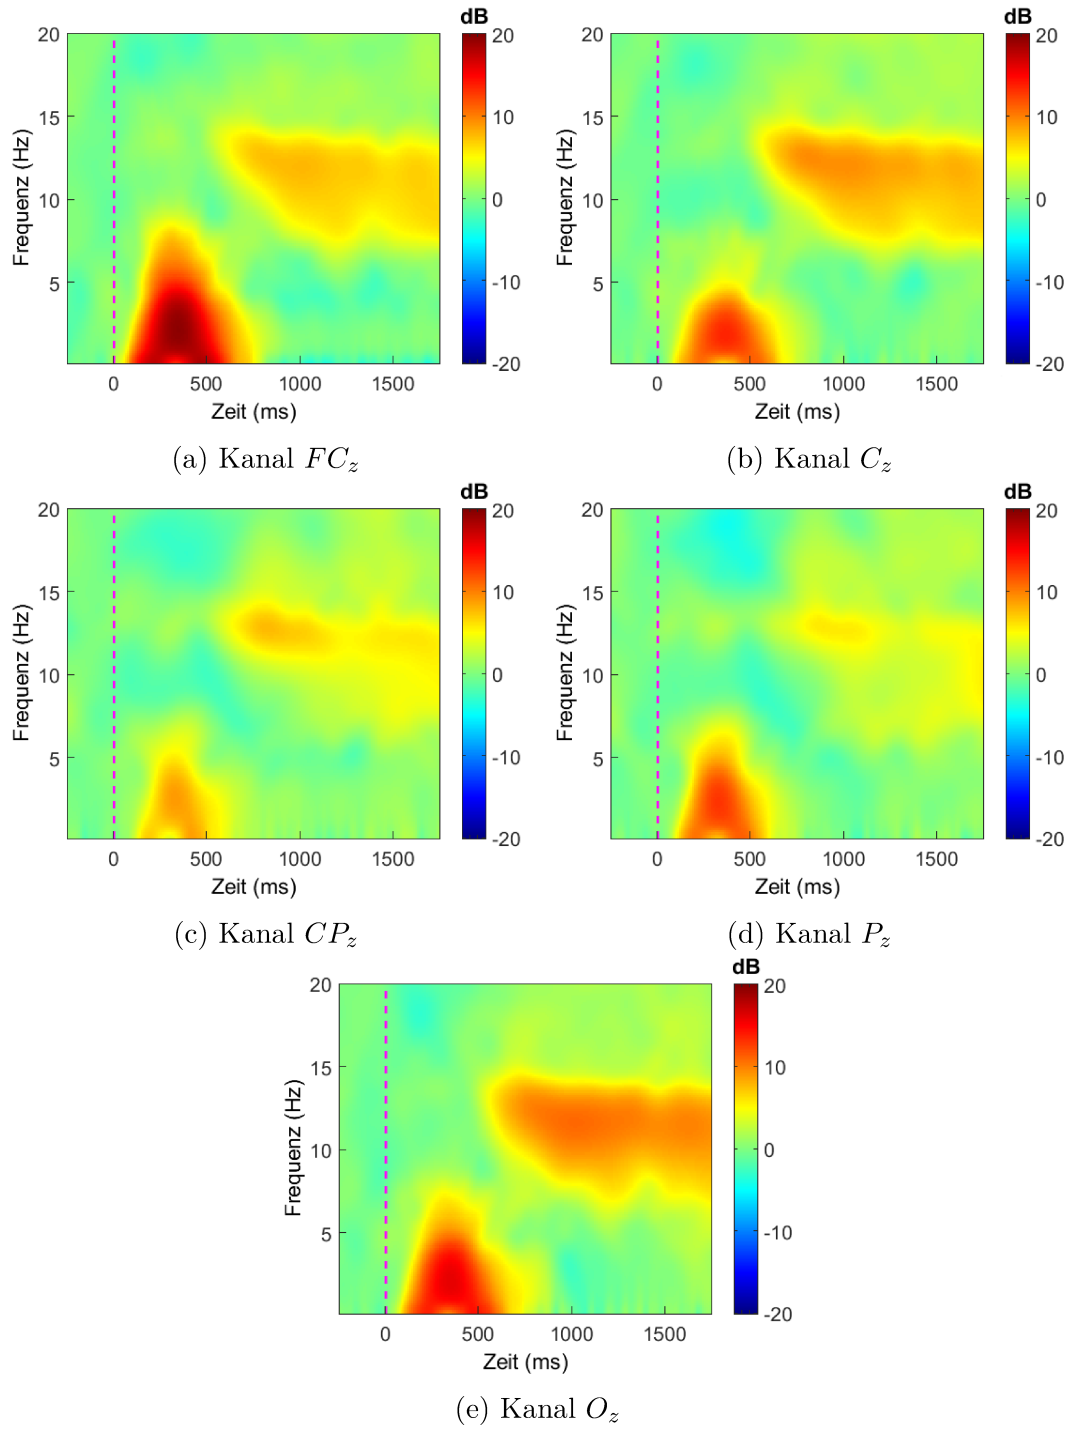 dB
20
15
10
5
Frequenz (Hz)
0 500 1000 1500
Zeit (ms)
20
10
0
-10
-20
(a) Kanal FC_z
dB
20
15
10
5
Frequenz (Hz)
0 500 1000 1500
Zeit (ms)
20
10
0
-10
-20
(b) Kanal C_z
dB
20
15
10
5
Frequenz (Hz)
0 500 1000 1500
Zeit (ms)
20
10
0
-10
-20
(c) Kanal CP_z
dB
20
15
10
5
Frequenz (Hz)
0 500 1000 1500
Zeit (ms)
20
10
0
-10
-20
(d) Kanal P_z
dB
20
15
10
5
Frequenz (Hz)
0 500 1000 1500
Zeit (ms)
20
10
0
-10
-20
(e) Kanal O_z